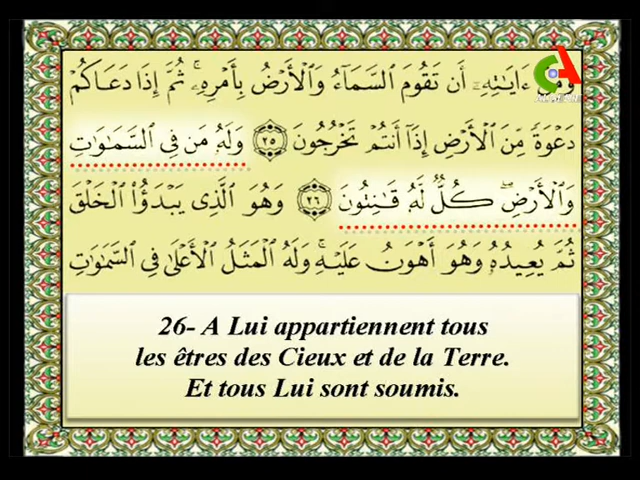 وَمِنْ ءَايَٰتِهِۦٓ أَن تَقُومَ ٱلسَّمَآءُ وَٱلْأَرْضُ بِأَمْرِهِۦ ۚ ثُمَّ إِذَا دَعَاكُمْ
دَعْوَةً مِّنَ ٱلْأَرْضِ إِذَآ أَنتُمْ تَخْرُجُونَ ٢٥ وَلَهُۥ مَن فِى ٱلسَّمَٰوَٰتِ
وَٱلْأَرْضِ ۖ كُلٌّ لَّهُۥ قَٰنِتُونَ ٢٦ وَهُوَ ٱلَّذِى يَبْدَؤُا۟ ٱلْخَلْقَ
ثُمَّ يُعِيدُهُۥ وَهُوَ أَهْوَنُ عَلَيْهِ ۚ وَلَهُ ٱلْمَثَلُ ٱلْأَعْلَىٰ فِى ٱلسَّمَٰوَٰتِ
26- A Lui appartiennent tous
les êtres des Cieux et de la Terre.
Et tous Lui sont soumis.